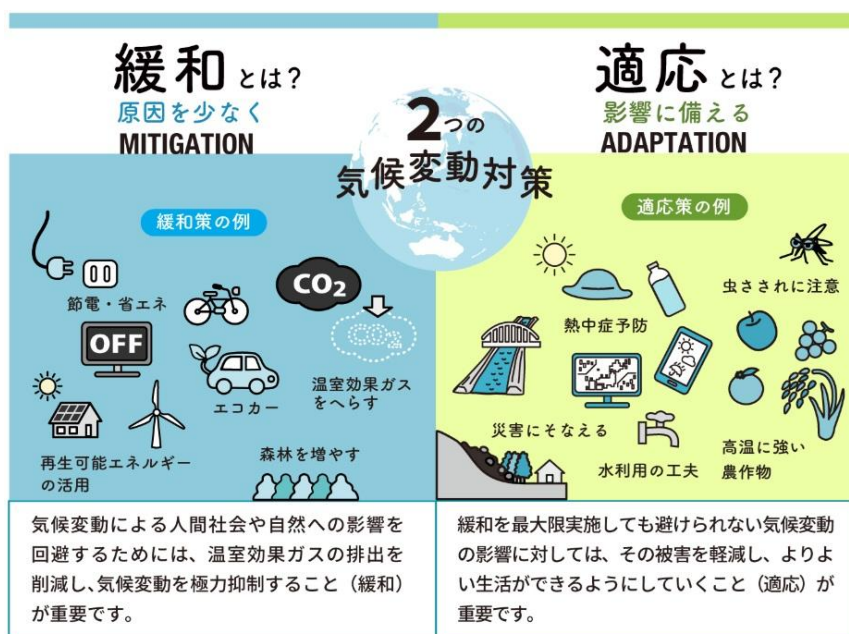 緩和とは?
原因を少なく
MITIGATION
2つの
気候変動対策
適応とは?
影響に備える
ADAPTATION
緩和策の例
節電・省エネ
OFF
CO₂
CO₂
エコカー
温室効果ガス
をへらす
再生可能エネルギー
の活用
森林を増やす
適応策の例
虫さされに注意
熱中症予防
災害にそなえる
水利用の工夫
高温に強い
農作物
気候変動による人間社会や自然への影響を
回避するためには、温室効果ガスの排出を
削減し、気候変動を極力抑制すること（緩和）
が重要です。
緩和を最大限実施しても避けられない気候変動
の影響に対しては、その被害を軽減し、よりよ
い生活ができるようにしていくこと（適応）が
重要です。